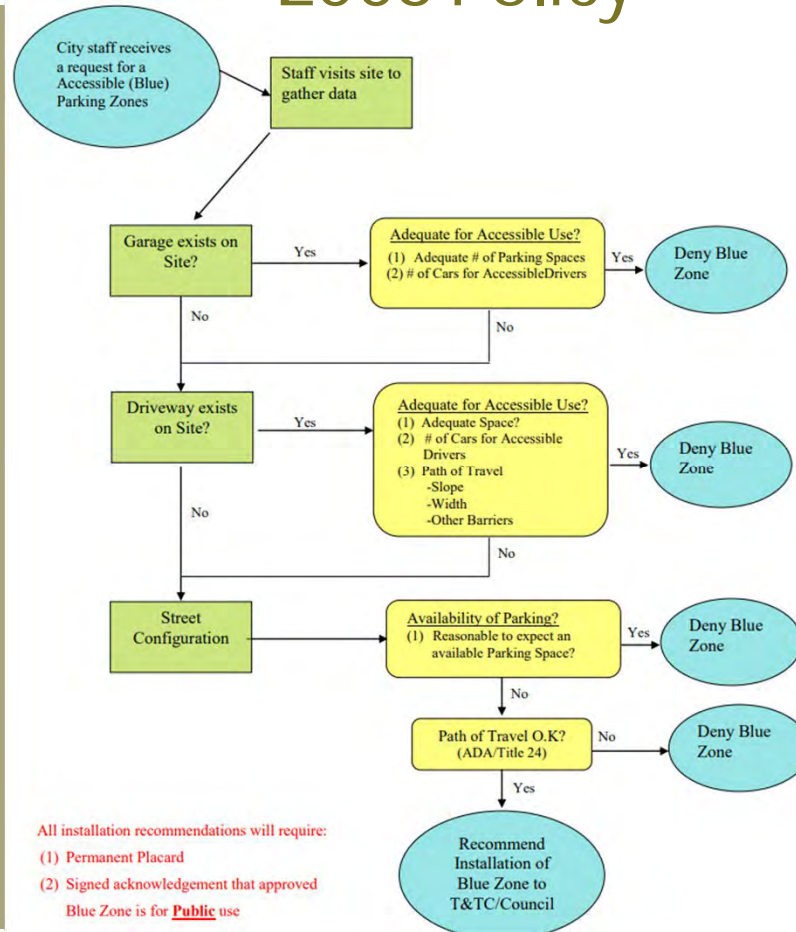 Policy
City staff receives
a request for a
Accessible (Blue)
Parking Zones
Staff visits site to
gather data
Garage exists on
Site?
Yes
Adequate for Accessible Use?
(1) Adequate # of Parking Spaces
(2) # of Cars for AccessibleDrivers
Yes
Deny Blue
Zone
No
No
Driveway exists
on Site?
Yes
Adequate for Accessible Use?
(1) Adequate Space?
(2) # of Cars for Accessible
Drivers
(3) Path of Travel
-Slope
-Width
-Other Barriers
Yes
Deny Blue
Zone
No
No
Street
Configuration
Availability of Parking?
(1) Reasonable to expect an
available Parking Space?
Yes
Deny Blue
Zone
No
Path of Travel O.K?
(ADA/Title 24)
No
Deny Blue
Zone
Yes
Recommend
Installation of
Blue Zone to
T&TC/Council
All installation recommendations will require:
(1) Permanent Placard
(2) Signed acknowledgement that approved
Blue Zone is for Public use